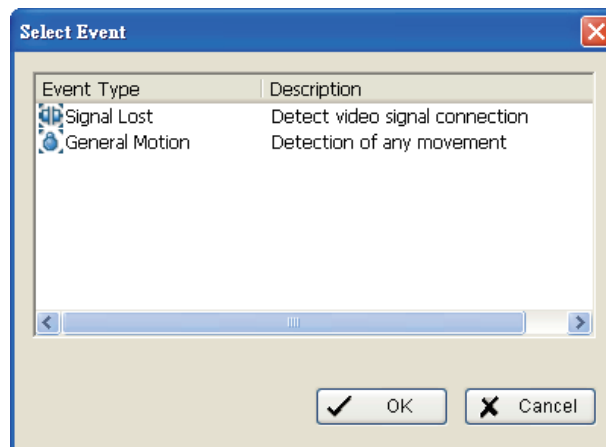 Select Event
Event Type Description
Signal Lost Detect video signal connection
General Motion Detection of any movement
OK Cancel